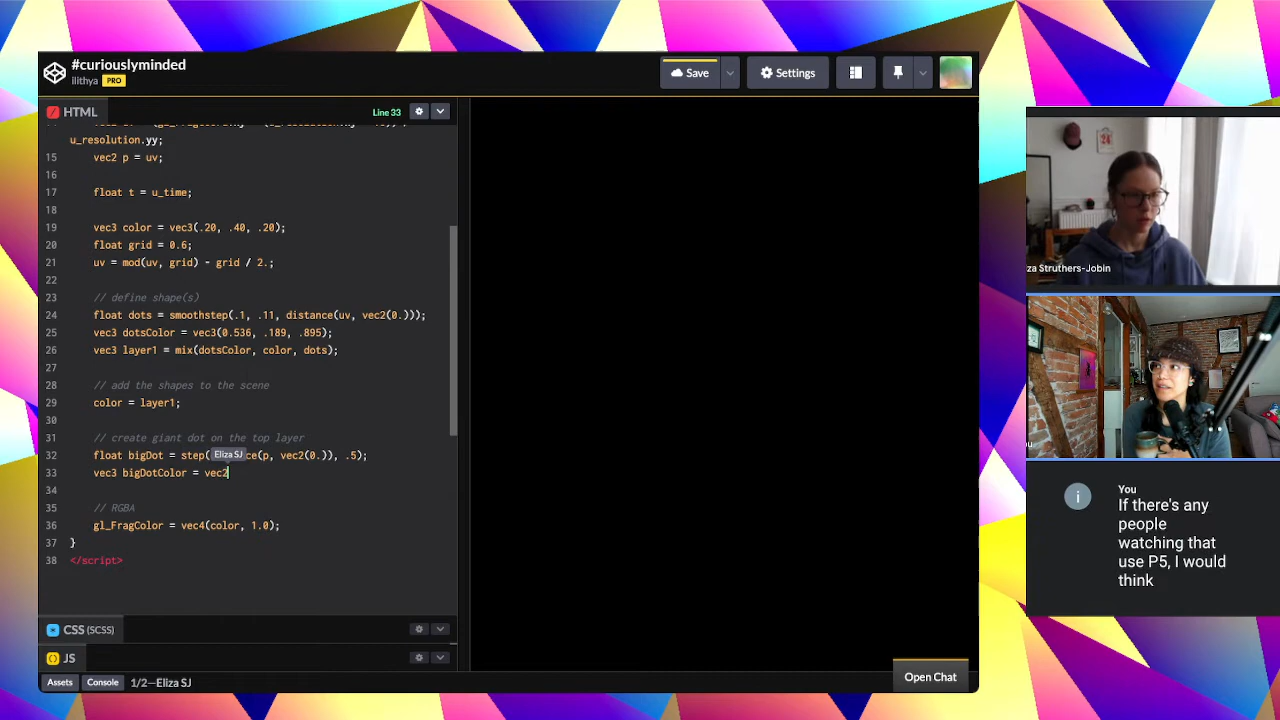 #curiouslyminded
ilithya PRO
Save
Settings
HTML
Line 33
u_resolution.yy;
15 vec2 p = uv;
16
17 float t = u_time;
18
19 vec3 color = vec3(.20, .40, .20);
20 float grid = 0.6;
21 uv = mod(uv, grid) - grid / 2.;
22
23 // define shape(s)
24 float dots = smoothstep(.1, .11, distance(uv, vec2(0.)));
25 vec3 dotsColor = vec3(0.536, .189, .895);
26 vec3 layer1 = mix(dotsColor, color, dots);
27
28 // add the shapes to the scene
29 color = layer1;
30
31 // create giant dot on the top layer
Eliza SJ
32 float bigDot = step( ce(p, vec2(0.)), .5);
33 vec3 bigDotColor = vec2
34
35 // RGBA
36 gl_FragColor = vec4(color, 1.0);
37 }
38 </script>
CSS (SCSS)
JS
Assets
Console
1/2—Eliza SJ
Open Chat
za Struthers-Jobin
You
If there's any
people
watching that
use P5, I would
think